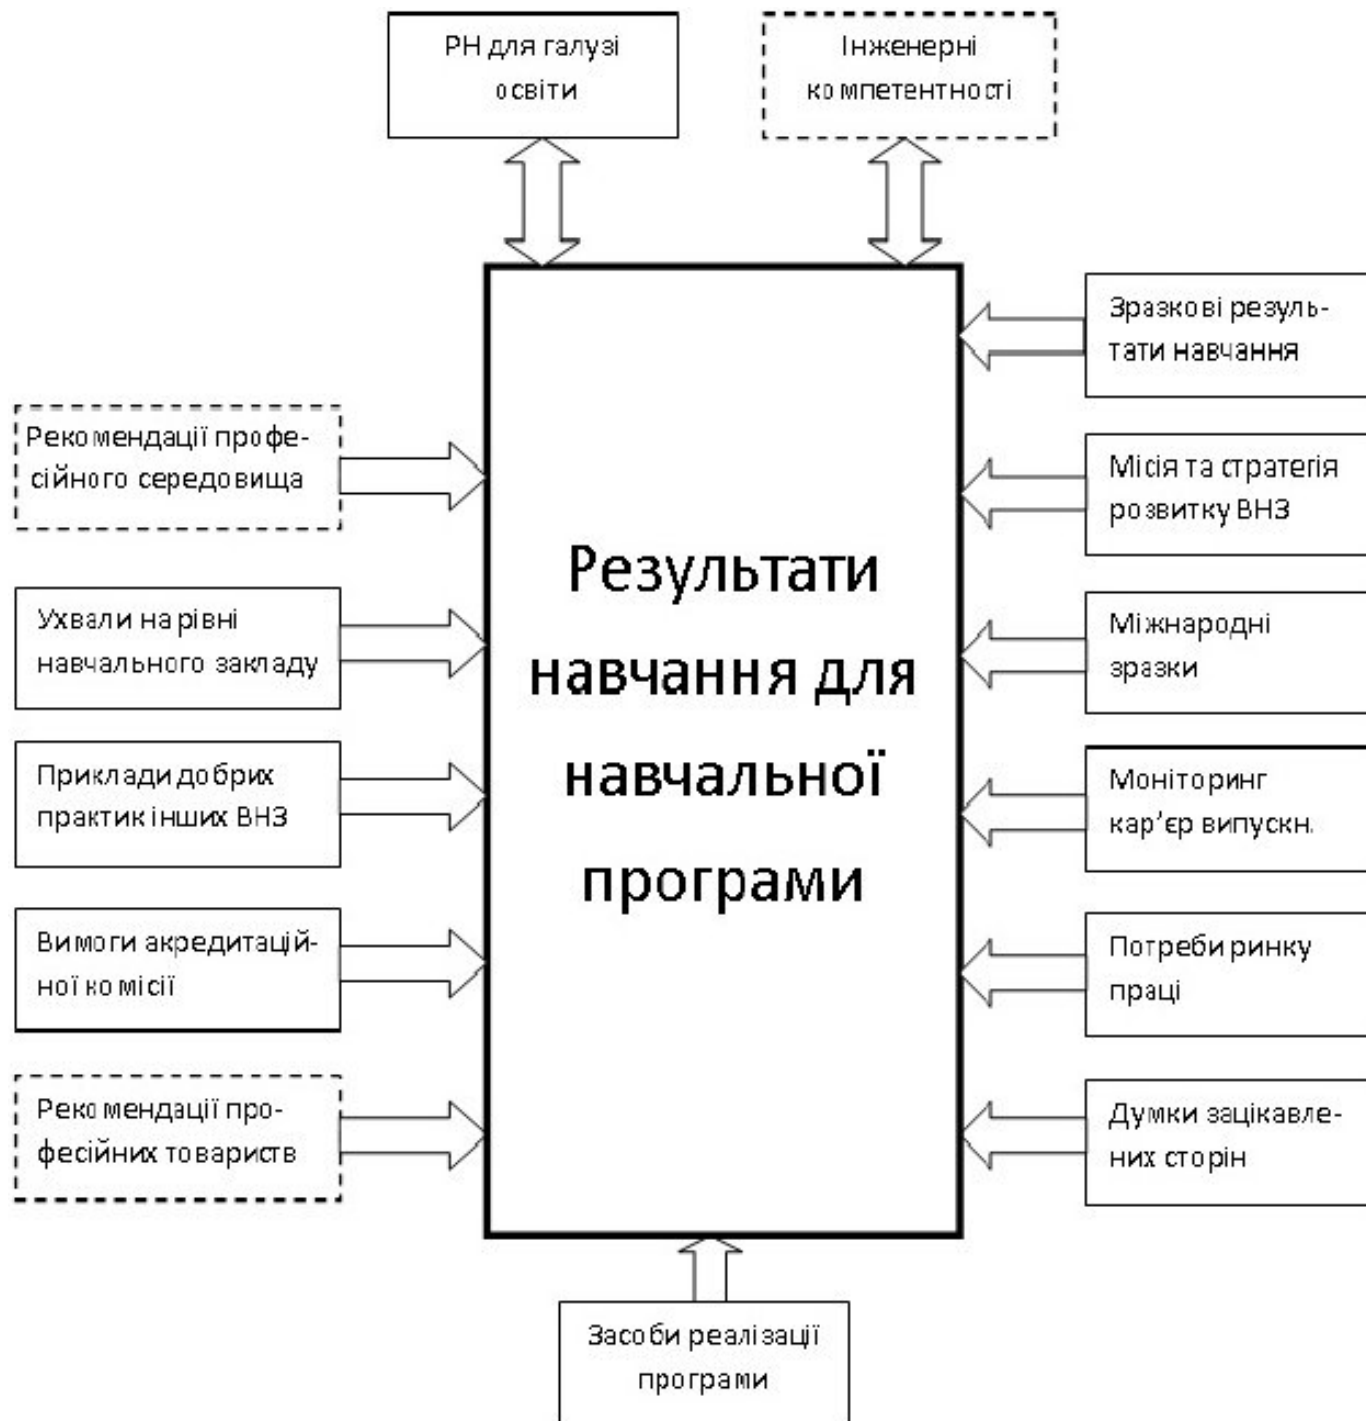 РН для галузі
освіти
Інженерні
компетентності
Рекомендації профе-
сійного середовища
Ухвали на рівні
навчального закладу
Приклади добрих
практик інших ВНЗ
Вимоги акредитацій-
ної комісії
Рекомендації про-
фесійних товариств
Результати
навчання для
навчальної
програми
Зразкові резуль-
тати навчання
Місія та стратегія
розвитку ВНЗ
Міжнародні
зразки
Моніторинг
кар’єр випускн.
Потреби ринку
праці
Думки зацікавле-
них сторін
Засоби реалізації
програми